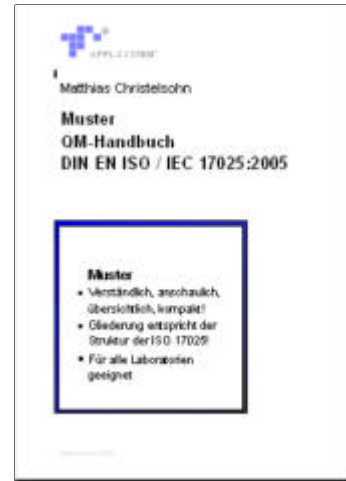 Matthias Christelsohn
Muster
QM-Handbuch
DIN EN ISO / IEC 17025:2005
Muster
• Verständlich, anschaulich,
übersichtlich, kompakt!
• Gliederung entspricht der
Struktur der ISO 17025!
• Für alle Laboratorien
geeignet